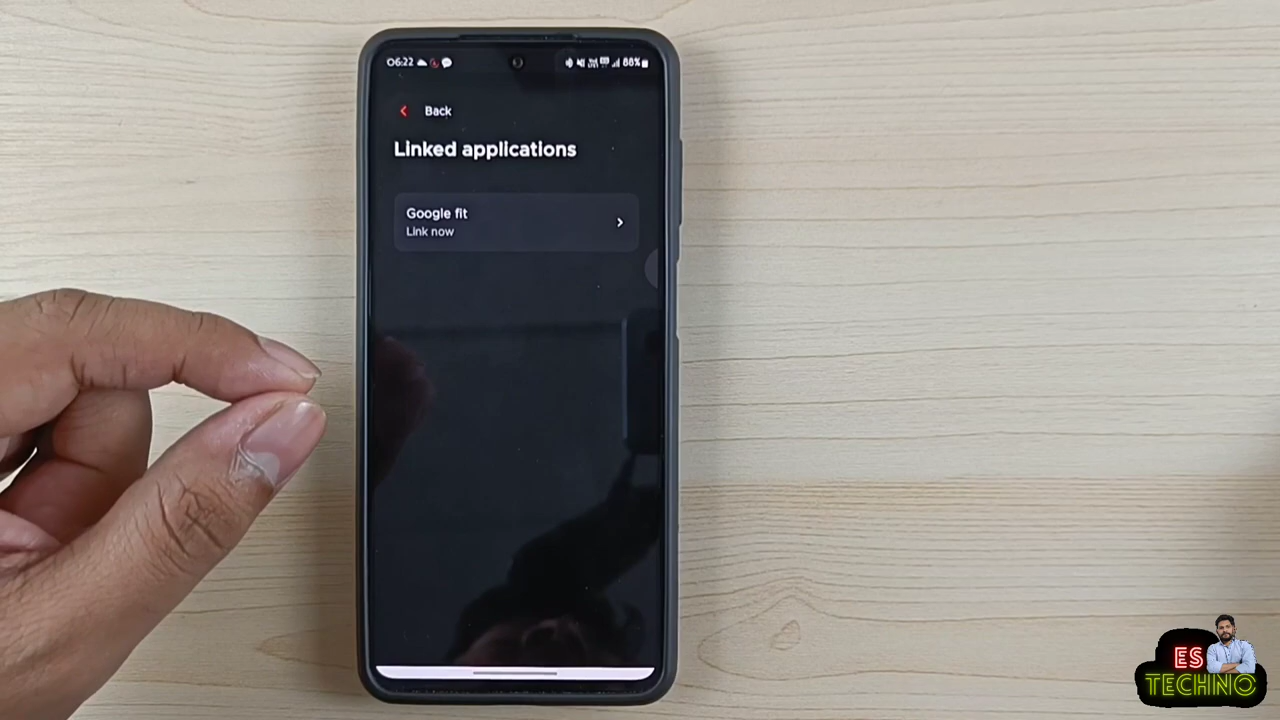 06:22
88%
Back
Linked applications
Google fit
Link now
ES
TECHNO